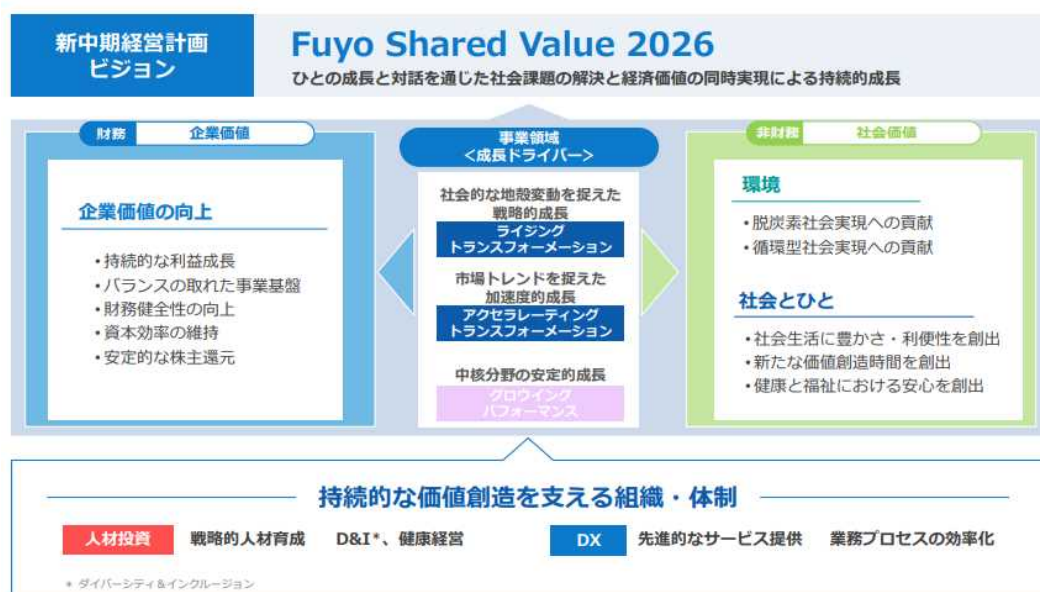 新中期経営計画
ビジョン
Fuyo Shared Value 2026
ひとの成長と対話を通じた社会課題の解決と経済価値の同時実現による持続的成長
財務 企業価値
企業価値の向上
・持続的な利益成長
・バランスの取れた事業基盤
・財務健全性の向上
・資本効率の維持
・安定的な株主還元
事業領域
<成長ドライバー>
社会的な地殻変動を捉えた
戦略的成長
ライジング
トランスフォーメーション
市場トレンドを捉えた
加速度的成長
アクセラレーティング
トランスフォーメーション
中核分野の安定的成長
グロウイング
パフォーマンス
非財務 社会価値
環境
・脱炭素社会実現への貢献
・循環型社会実現への貢献
社会とひと
・社会生活に豊かさ・利便性を創出
・新たな価値創造時間を創出
・健康と福祉における安心を創出
持続的な価値創造を支える組織・体制
人材投資 戦略的人材育成 D&I*、健康経営 DX 先進的なサービス提供 業務プロセスの効率化
* ダイバーシティ&インクルージョン